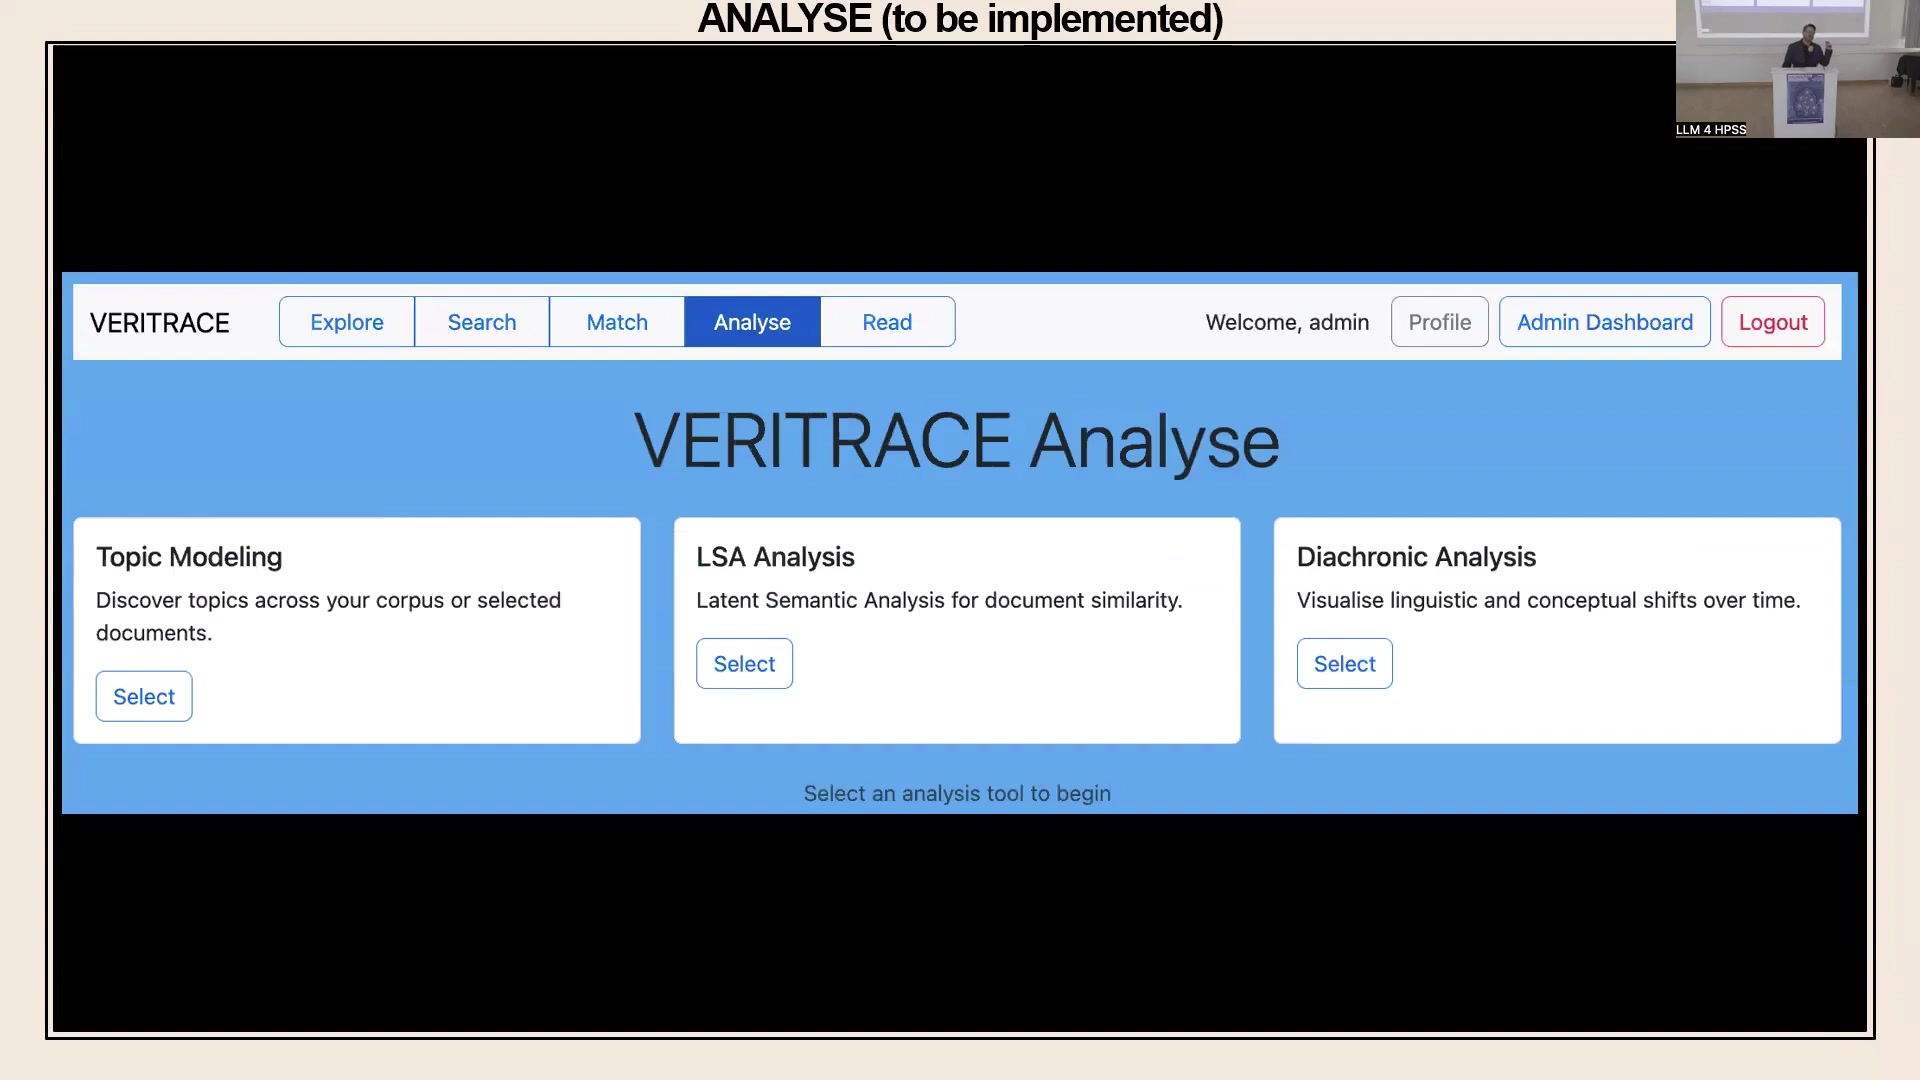 ANALYSE (to be implemented)
LLM 4 HPSS
VERITRACE
Explore
Search
Match
Analyse
Read
Welcome, admin
Profile
Admin Dashboard
Logout
VERITRACE Analyse
Topic Modeling
Discover topics across your corpus or selected
documents.
Select
LSA Analysis
Latent Semantic Analysis for document similarity.
Select
Diachronic Analysis
Visualise linguistic and conceptual shifts over time.
Select
Select an analysis tool to begin